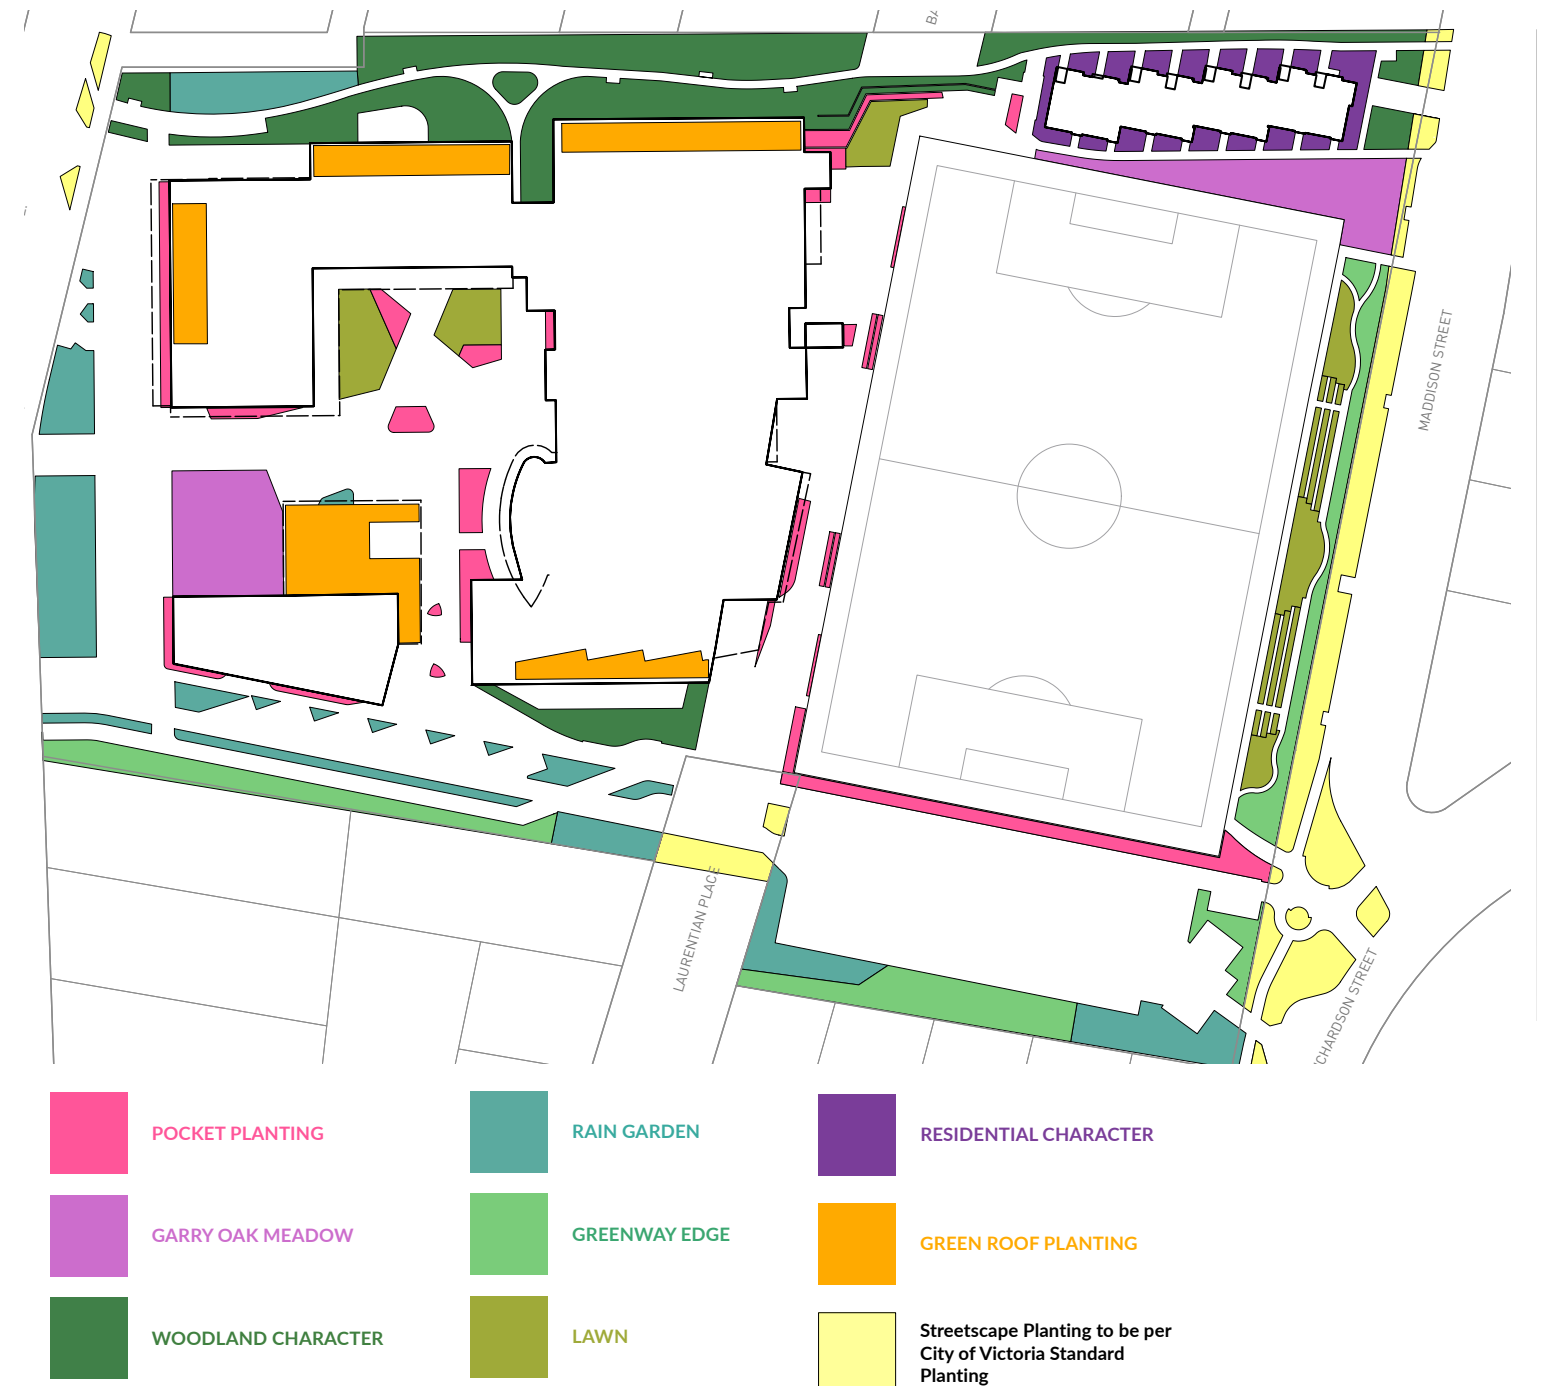 BA
MADDISON STREET
LAURENTIAN PLACE
CHARDSON STREET
POCKET PLANTING
RAIN GARDEN
RESIDENTIAL CHARACTER
GARRY OAK MEADOW
GREENWAY EDGE
GREEN ROOF PLANTING
WOODLAND CHARACTER
LAWN
Streetscape Planting to be per
City of Victoria Standard
Planting